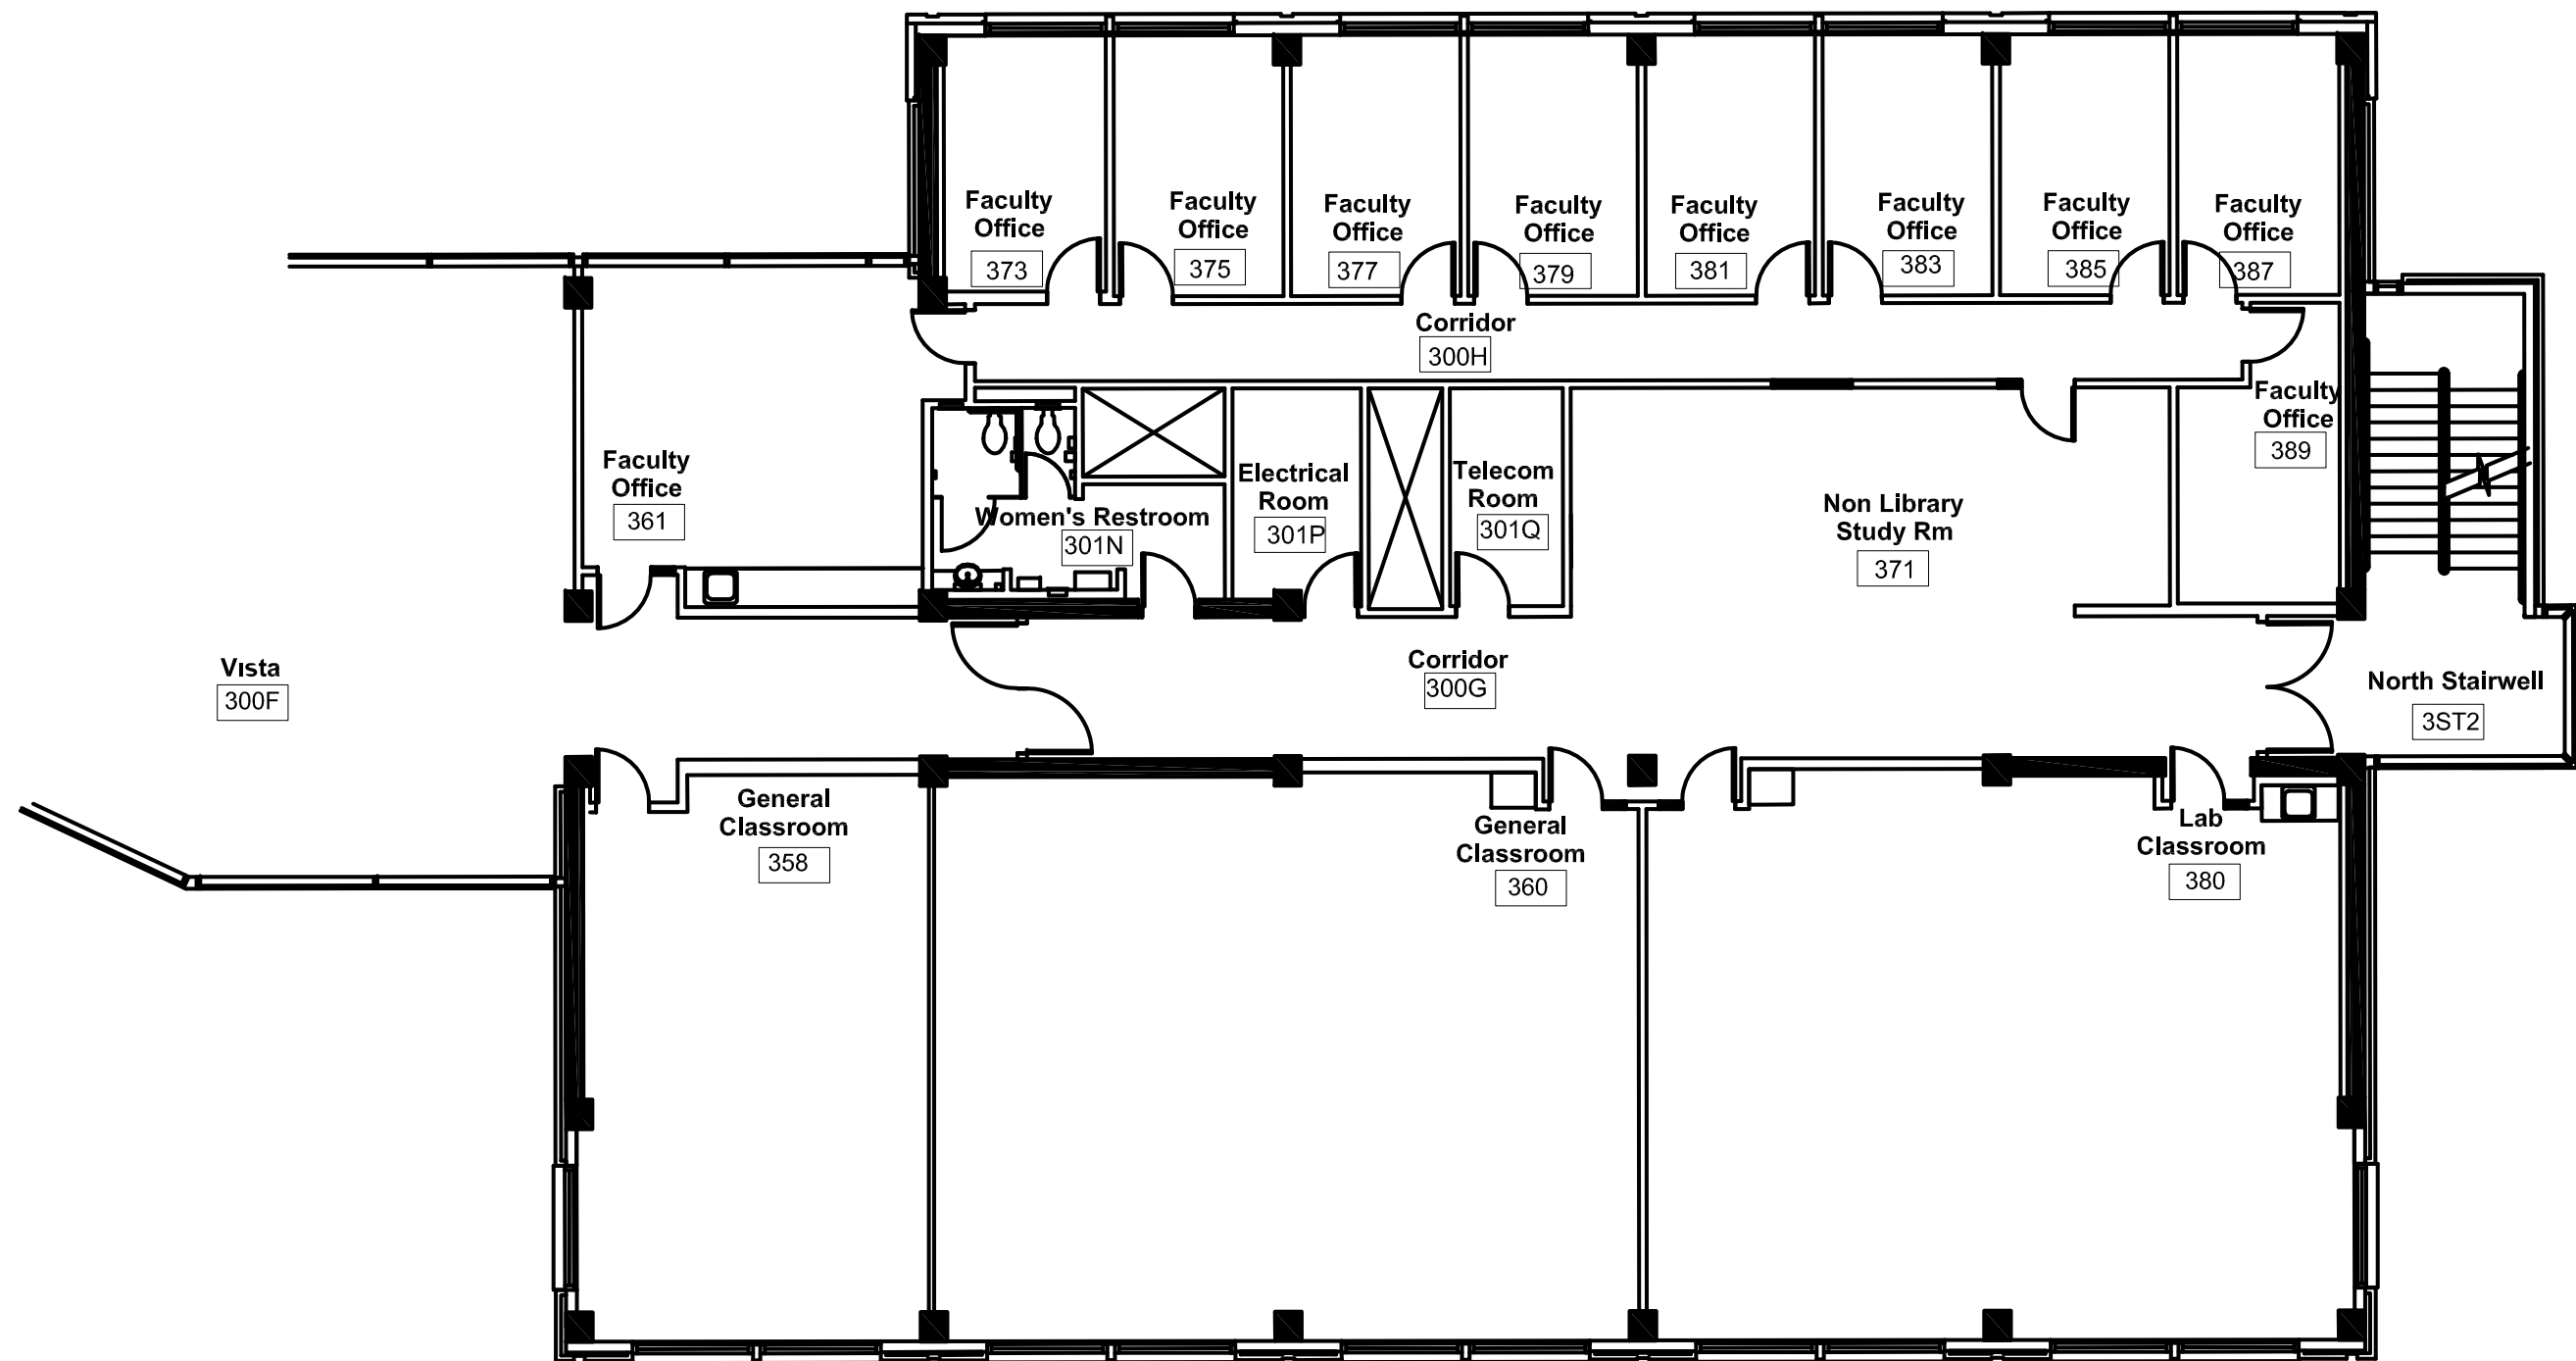 Faculty
Office
373
Faculty
Office
375
Faculty
Office
377
Faculty
Office
379
Faculty
Office
381
Faculty
Office
383
Faculty
Office
385
Faculty
Office
387
Corridor
300H
Faculty
Office
389
Faculty
Office
361
Women's Restroom
301N
Electrical
Room
301P
Telecom
Room
301Q
Non Library
Study Rm
371
Vista
300F
Corridor
300G
North Stairwell
3ST2
General
Classroom
358
General
Classroom
360
Lab
Classroom
380